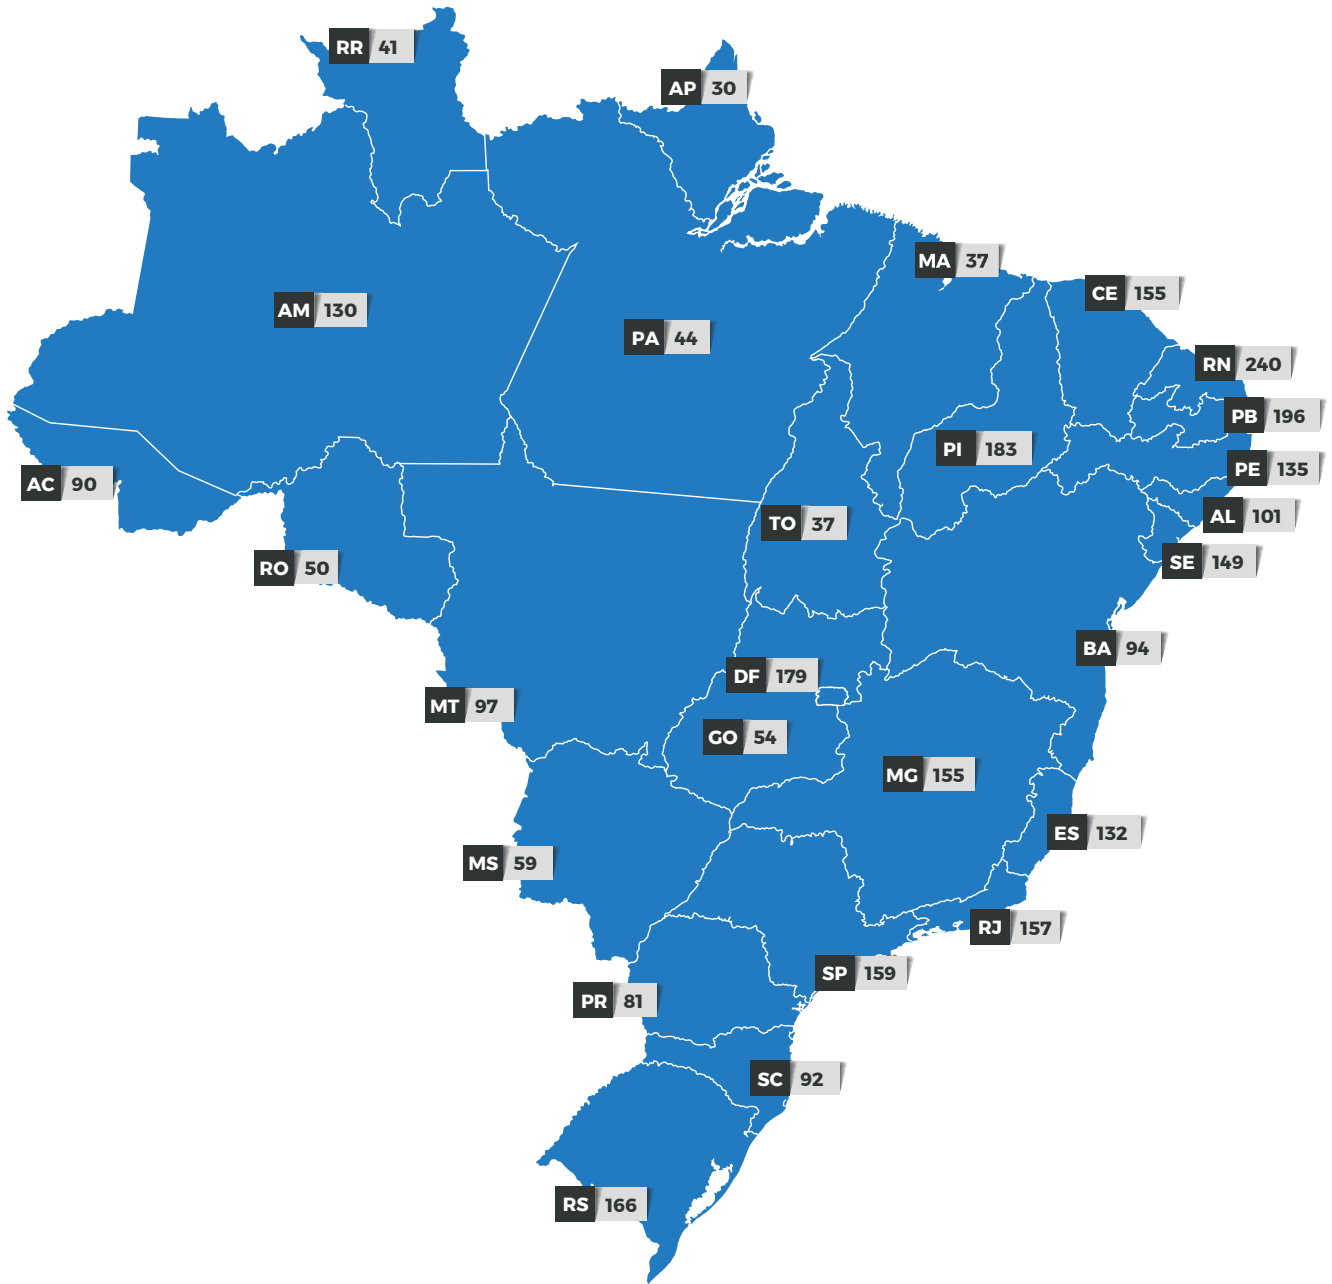 RR 41
AP 30
MA 37
CE 155
AM 130
PA 44
RN 240
PB 196
PI 183
PE 135
AC 90
AL 101
TO 37
SE 149
RO 50
BA 94
DF 179
MT 97
GO 54
MG 155
ES 132
MS 59
RJ 157
SP 159
PR 81
SC 92
RS 166